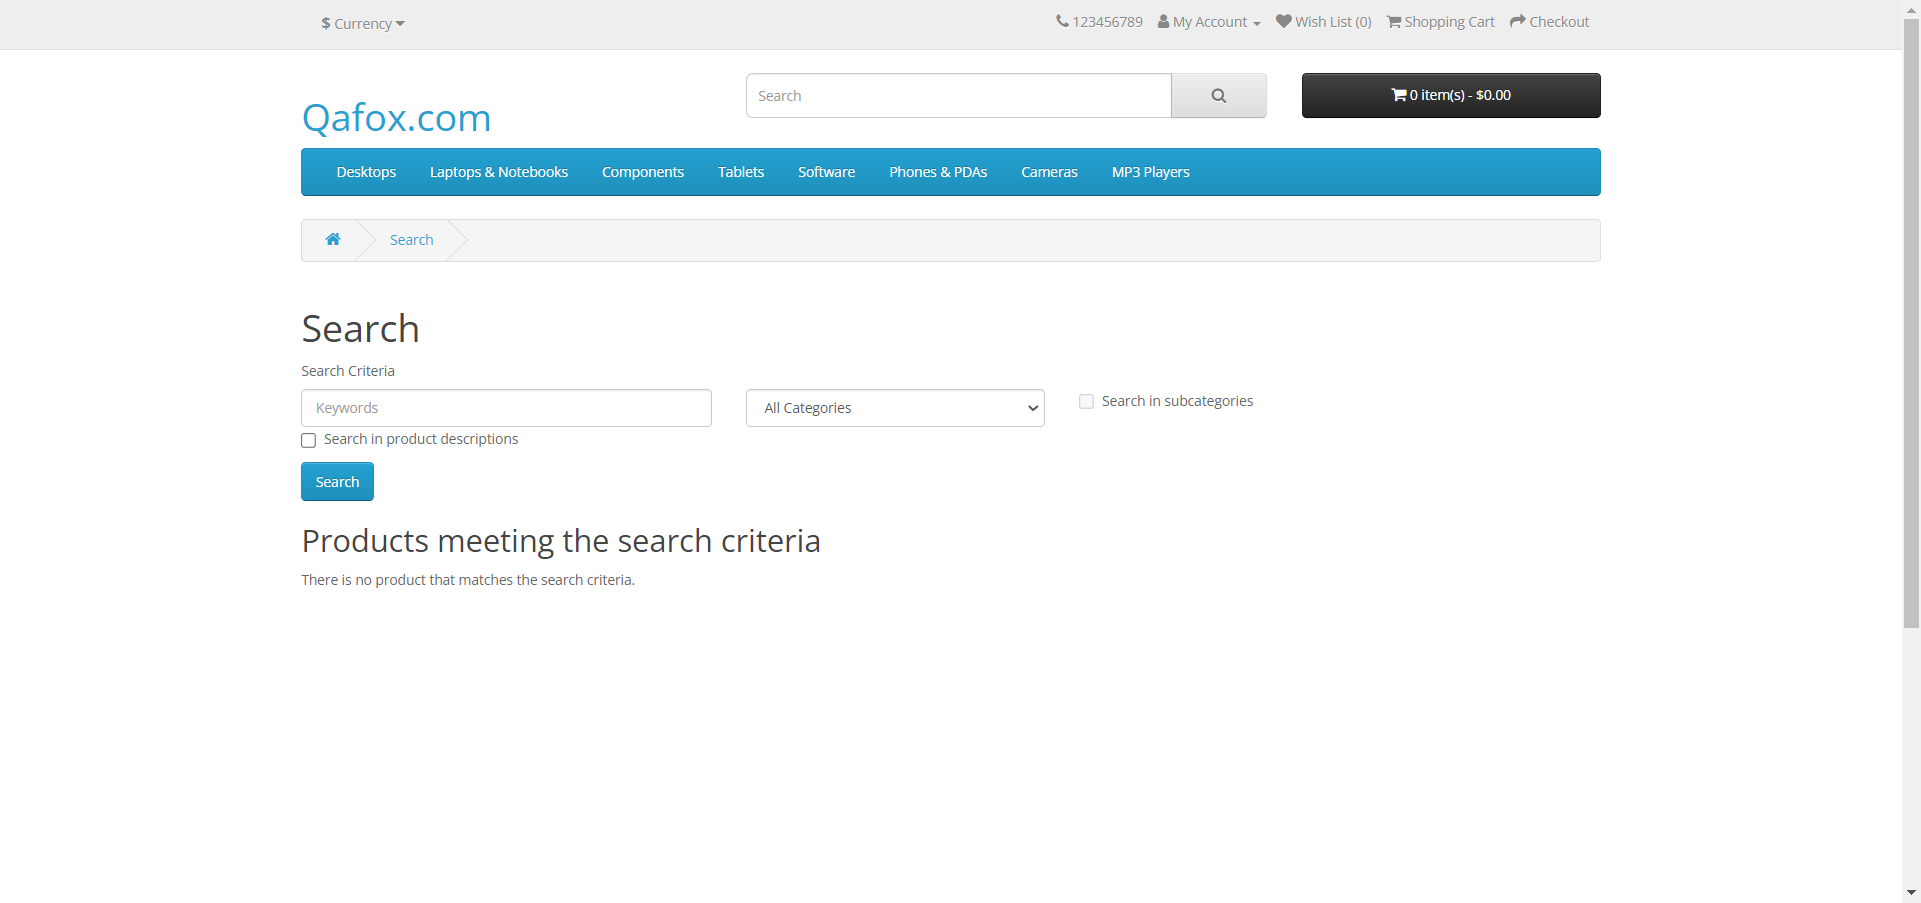 $ Currency
123456789 My Account Wish List (0) Shopping Cart Checkout
Qafox.com
Search
0 item(s) - $0.00
Desktops Laptops & Notebooks Components Tablets Software Phones & PDAs Cameras MP3 Players
Search
Search
Search Criteria
Keywords
All Categories
Search in subcategories
Search in product descriptions
Search
Products meeting the search criteria
There is no product that matches the search criteria.